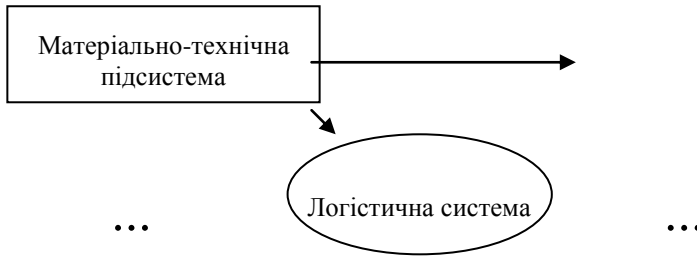 Матеріально-технічна
підсистема
Логістична система
... ...